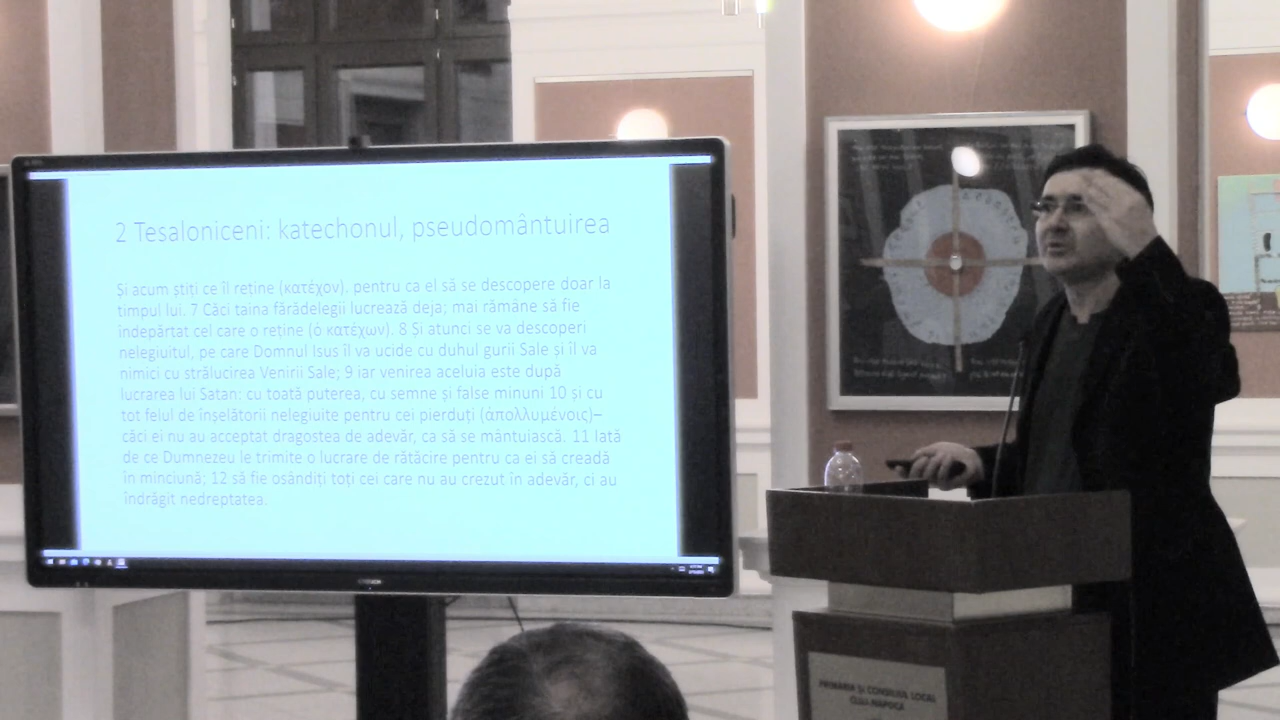 2 Tesaloniceni: katechonul, pseudomântuirea
Și acum știți ce îl reține (κατέχον). pentru ca el să se descopere doar la
timpul lui. 7 Căci taina fărădelegii lucrează deja; mai rămâne să fie
îndepărtat cel care o reține (ὁ κατέχων). 8 Și atunci se va descoperi
nelegiuitul, pe care Domnul Isus îl va ucide cu duhul gurii Sale și îl va
nimici cu strălucirea Venirii Sale; 9 iar venirea aceluia este după
lucrarea lui Satan: cu toată puterea, cu semne și false minuni 10 și cu
tot felul de înșelătorii nelegiuite pentru cei pierduți (ἀπολλυμένοις)–
căci ei nu au acceptat dragostea de adevăr, ca să se mântuiască. 11 Iată
de ce Dumnezeu le trimite o lucrare de rătăcire pentru ca ei să creadă
în minciună; 12 să fie osândiți toți cei care nu au crezut în adevăr, ci au
îndrăgit nedreptatea.
PRIMĂRIA ȘI CONSILIUL LOCAL
CLUJ-NAPOCA